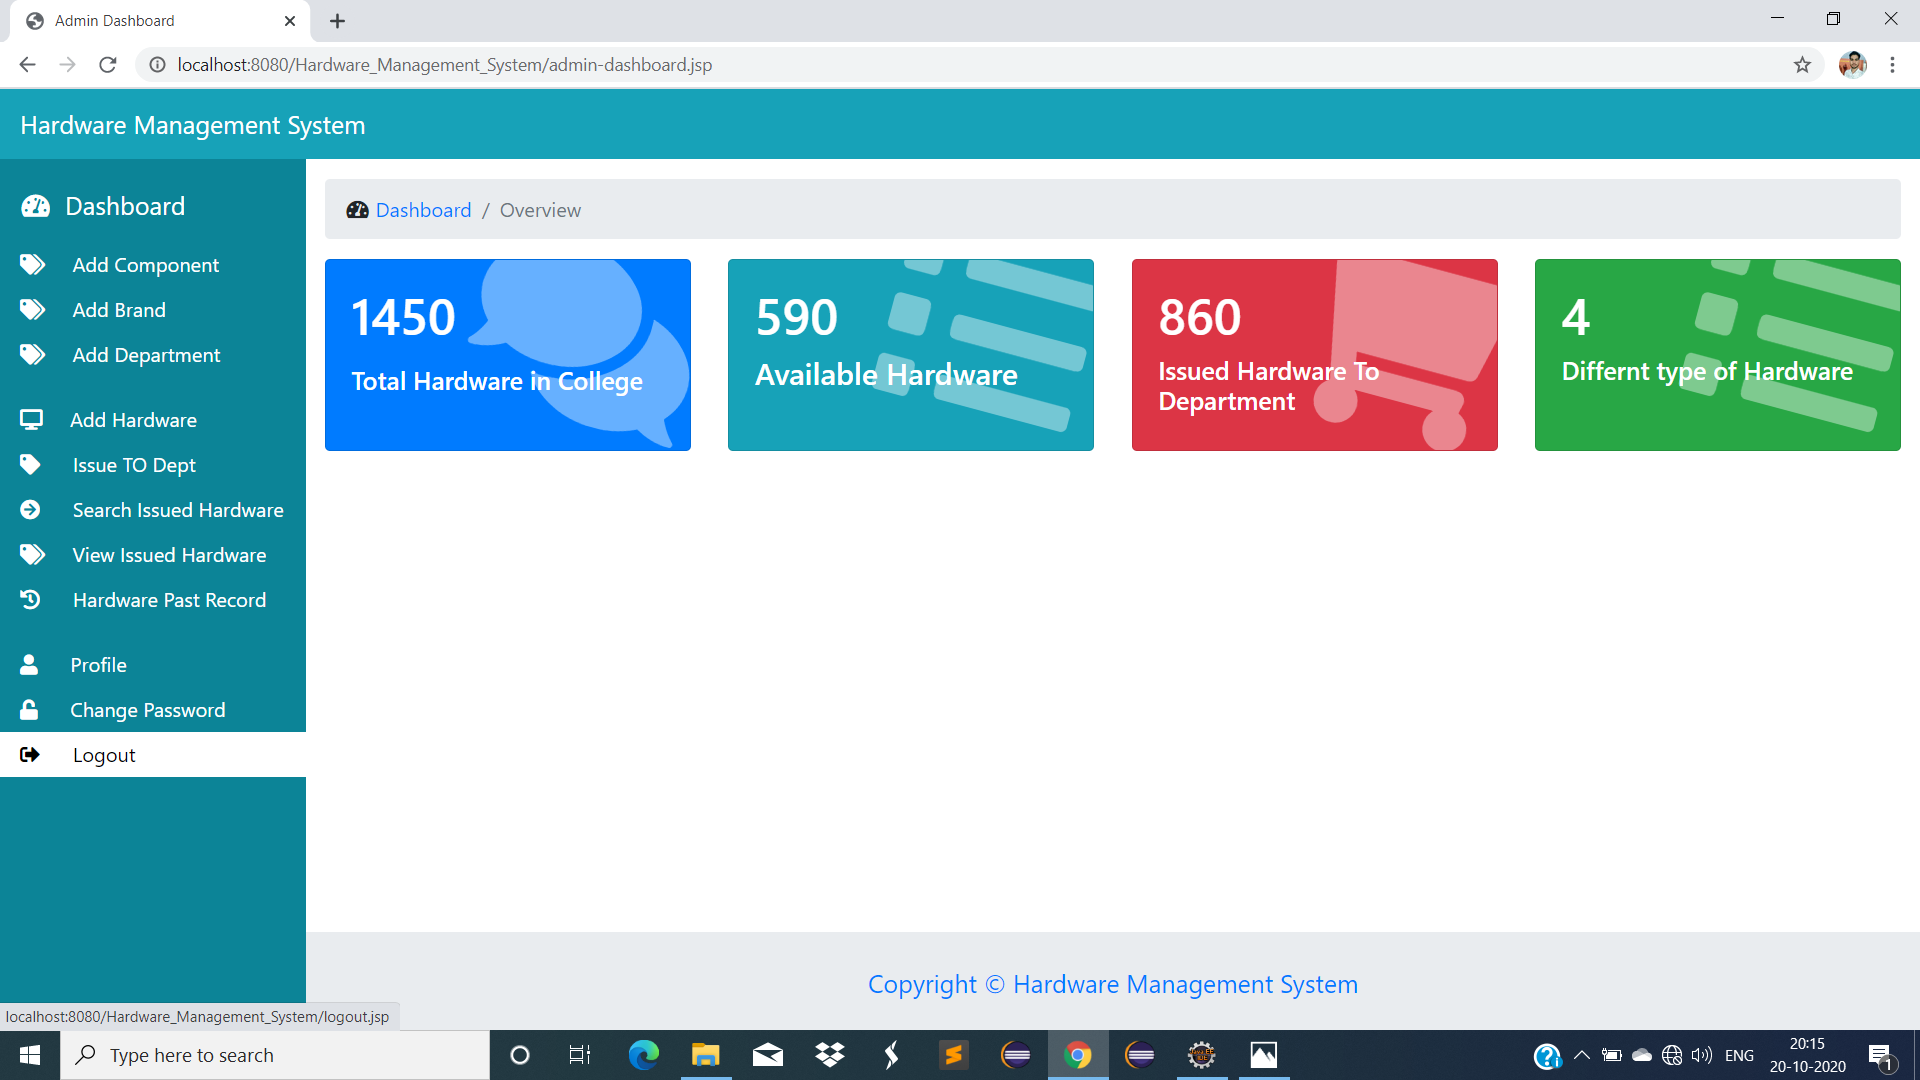 Admin Dashboard
localhost:8080/Hardware_Management_System/admin-dashboard.jsp
Hardware Management System
Dashboard
Add Component
Add Brand
Add Department
Add Hardware
Issue TO Dept
Search Issued Hardware
View Issued Hardware
Hardware Past Record
Profile
Change Password
Logout
Dashboard / Overview
1450
Total Hardware in College
590
Available Hardware
860
Issued Hardware To
Department
4
Differnt type of Hardware
Copyright © Hardware Management System
localhost:8080/Hardware_Management_System/logout.jsp
Type here to search
ENG
20:15
20-10-2020
1